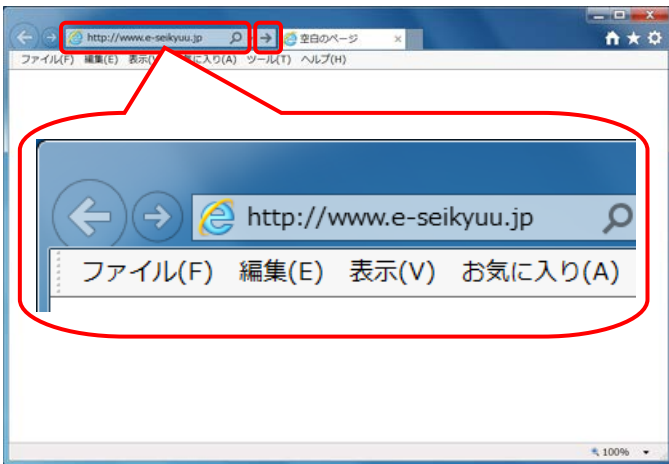 http://www.e-seikyuu.jp 空白のページ
ファイル(F) 編集(E) 表示(V) 気に入り(A) ツール(T) ヘルプ(H)
http://www.e-seikyuu.jp
ファイル(F) 編集(E) 表示(V) お気に入り(A)
100%